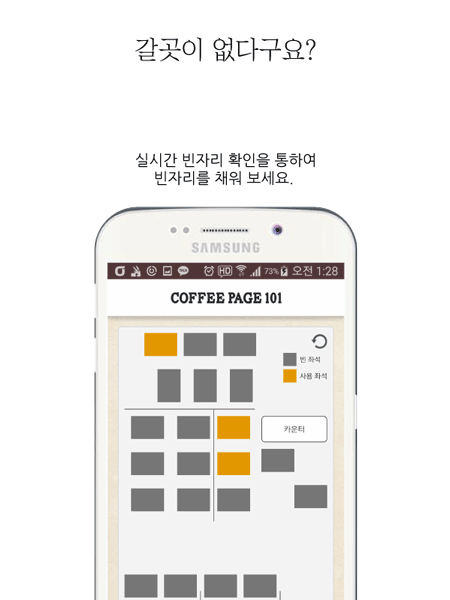 갈곳이 없다구요?
실시간 빈자리 확인을 통하여
빈자리를 채워 보세요.
SAMSUNG
HD 73% 오전 1:28
COFFEE PAGE 101
빈 좌석
사용 좌석
카운터